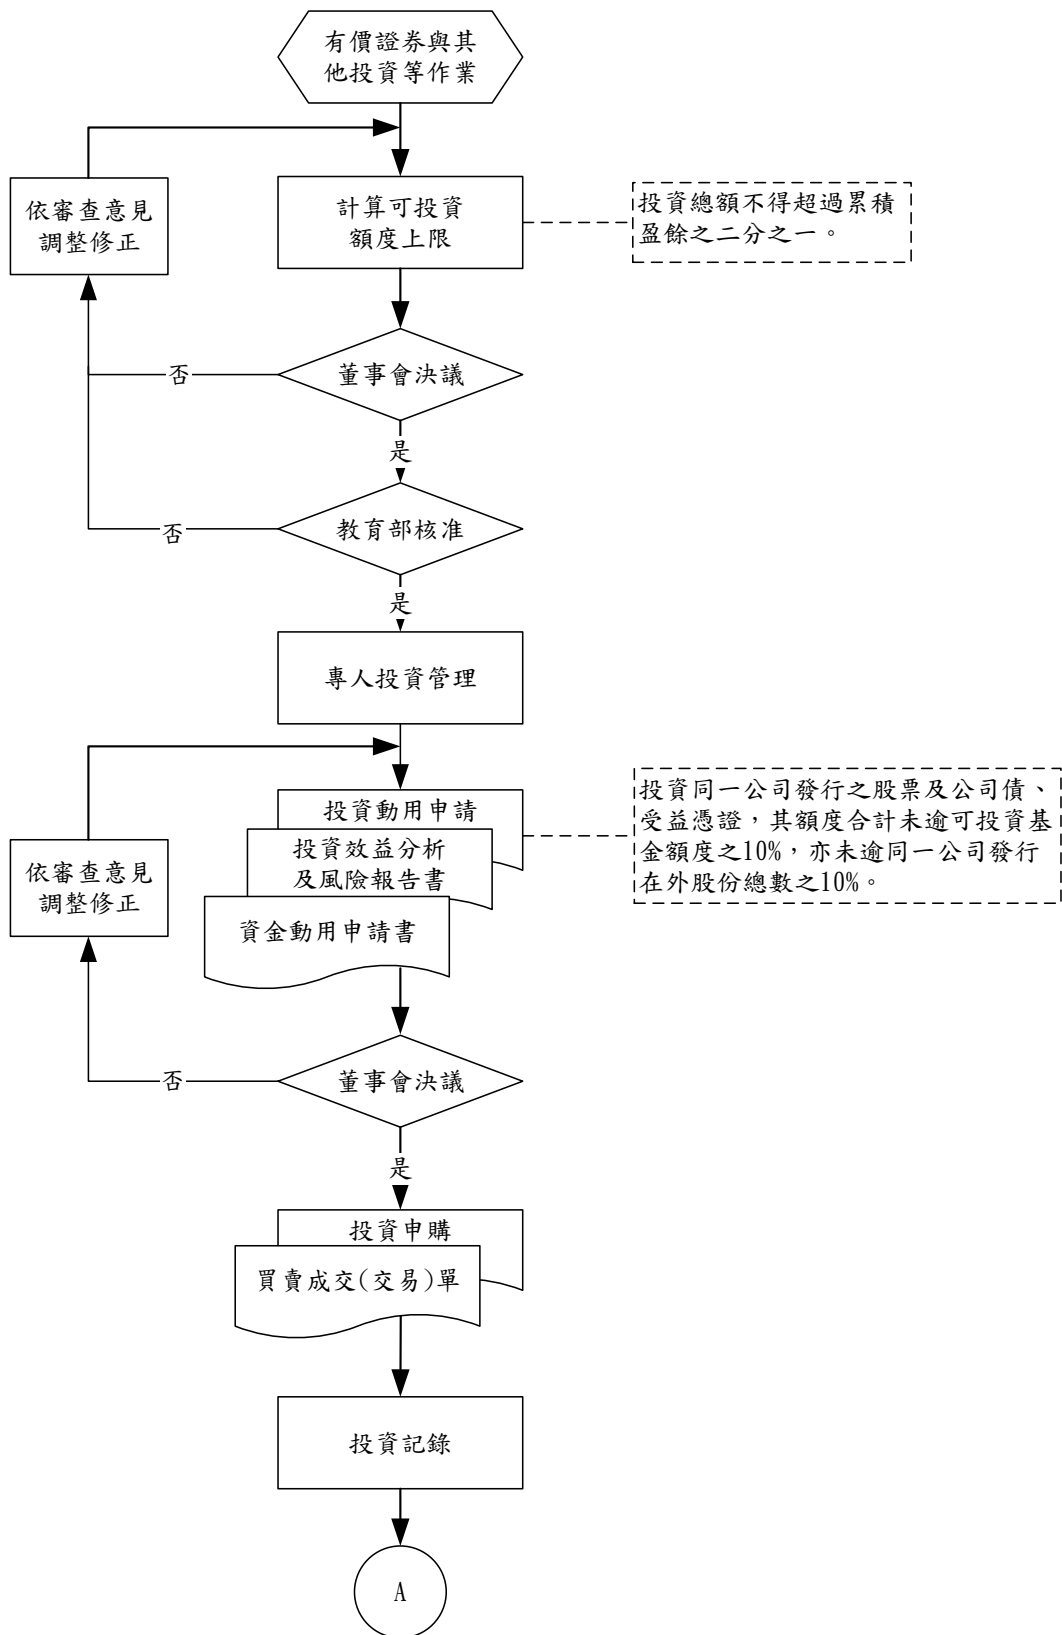 有價證券與其
他投資等作業
依審查意見
調整修正
計算可投資
額度上限
投資總額不得超過累積
盈餘之二分之一。
否
董事會決議
是
否
教育部核准
是
專人投資管理
投資動用申請
投資效益分析
及風險報告書
資金動用申請書
投資同一公司發行之股票及公司債、
受益憑證，其額度合計未逾可投資基
金額度之10%，亦未逾同一公司發行
在外股份總數之10%。
依審查意見
調整修正
否
董事會決議
是
投資申購
買賣成交(交易)單
投資記錄
A